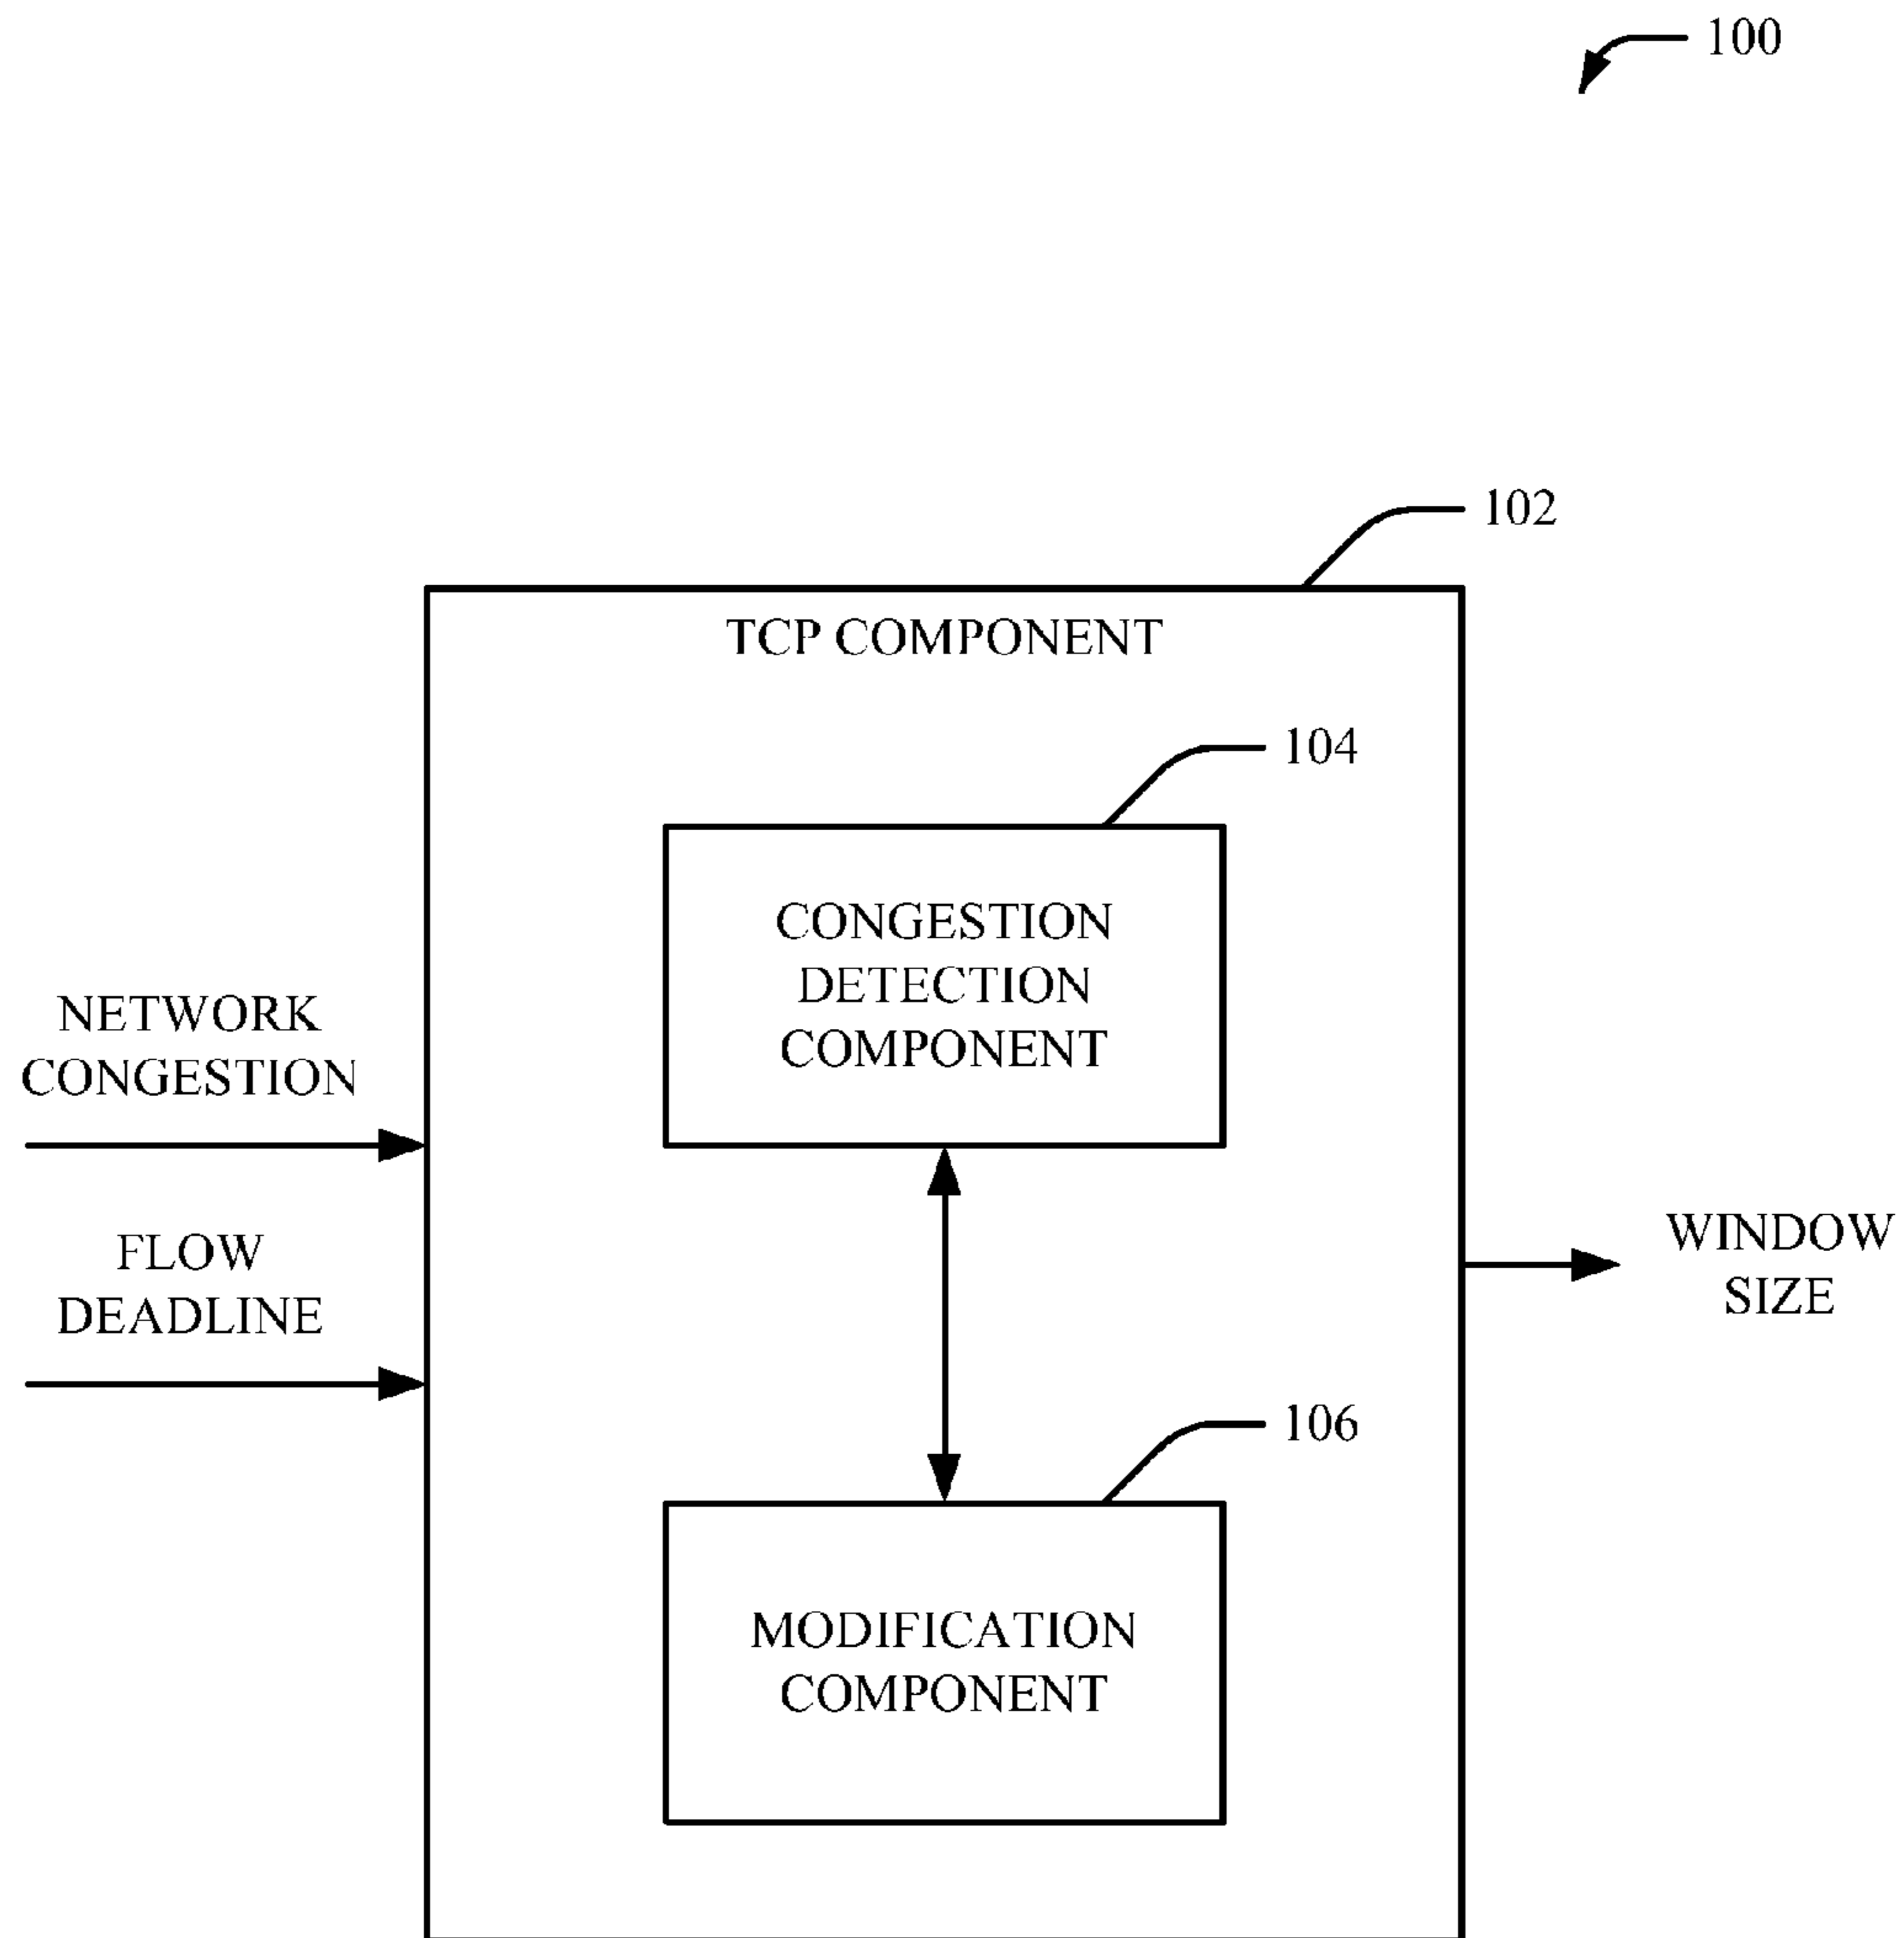 100
102
TCP COMPONENT
104
CONGESTION
DETECTION
COMPONENT
NETWORK
CONGESTION
FLOW
DEADLINE
WINDOW
SIZE
106
MODIFICATION
COMPONENT